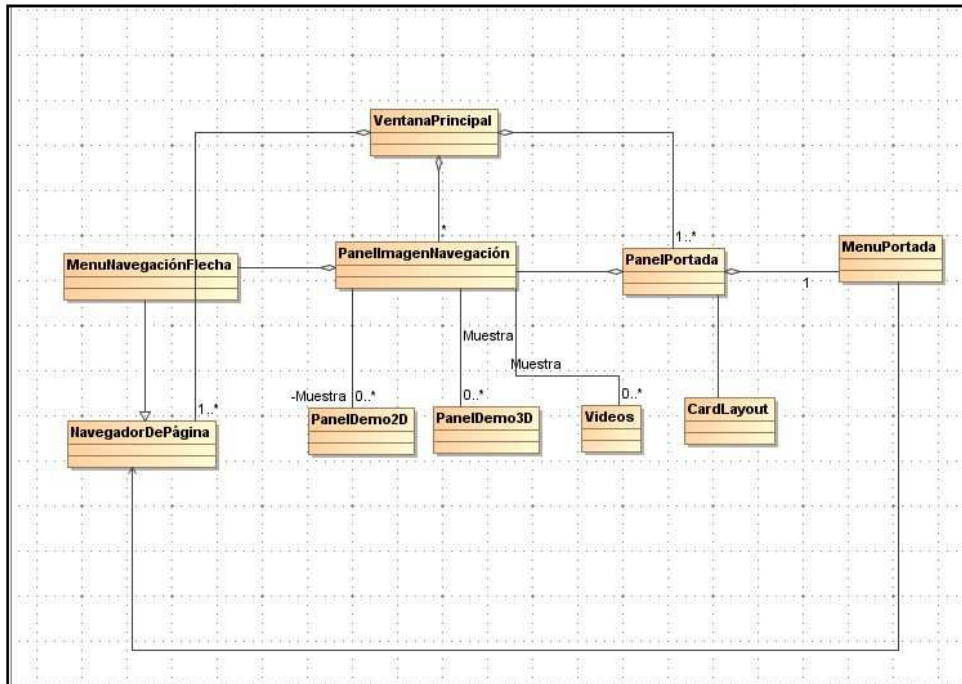 VentanaPrincipal
*
1..*
MenuNavegaciónFlecha
PanelImagenNavegación
PanelPortada
MenuPortada
1
Muestra
Muestra
-Muestra
0..*
0..*
0..*
1..*
NavegadorDePágina
PanelDemo2D
PanelDemo3D
Videos
CardLayout